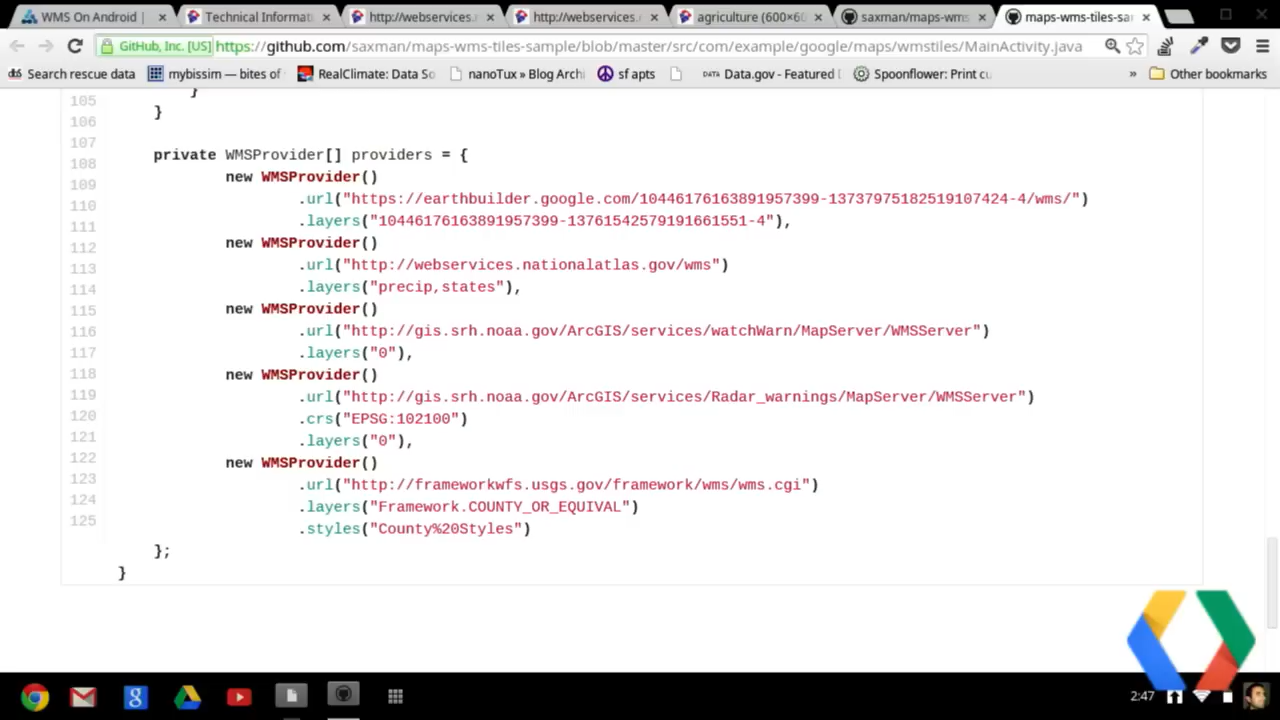 WMS On Android |
Technical Informati
http://webservices.n
http://webservices.
agriculture (600×60
saxman/maps-wms
maps-wms-tiles-sa
GitHub, Inc. [US]
https://github.com/saxman/maps-wms-tiles-sample/blob/master/src/com/example/google/maps/wmstiles/MainActivity.java
Search rescue data
mybissim — bites of
RealClimate: Data So
nanoTux » Blog Archi
sf apts
DATA Data.gov - Featured D
Spoonflower: Print cu
»
Other bookmarks
105 }
106 }
107
108 private WMSProvider[] providers = {
109 new WMSProvider()
110 .url("https://earthbuilder.google.com/10446176163891957399-13737975182519107424-4/wms/")
111 .layers("10446176163891957399-13761542579191661551-4"),
112 new WMSProvider()
113 .url("http://webservices.nationalatlas.gov/wms")
114 .layers("precip,states"),
115 new WMSProvider()
116 .url("http://gis.srh.noaa.gov/ArcGIS/services/watchWarn/MapServer/WMSServer")
117 .layers("0"),
118 new WMSProvider()
119 .url("http://gis.srh.noaa.gov/ArcGIS/services/Radar_warnings/MapServer/WMSServer")
120 .crs("EPSG:102100")
121 .layers("0"),
122 new WMSProvider()
123 .url("http://frameworkwfs.usgs.gov/framework/wms/wms.cgi")
124 .layers("Framework.COUNTY_OR_EQUIVAL")
125 .styles("County%20Styles")
};
}
2:47